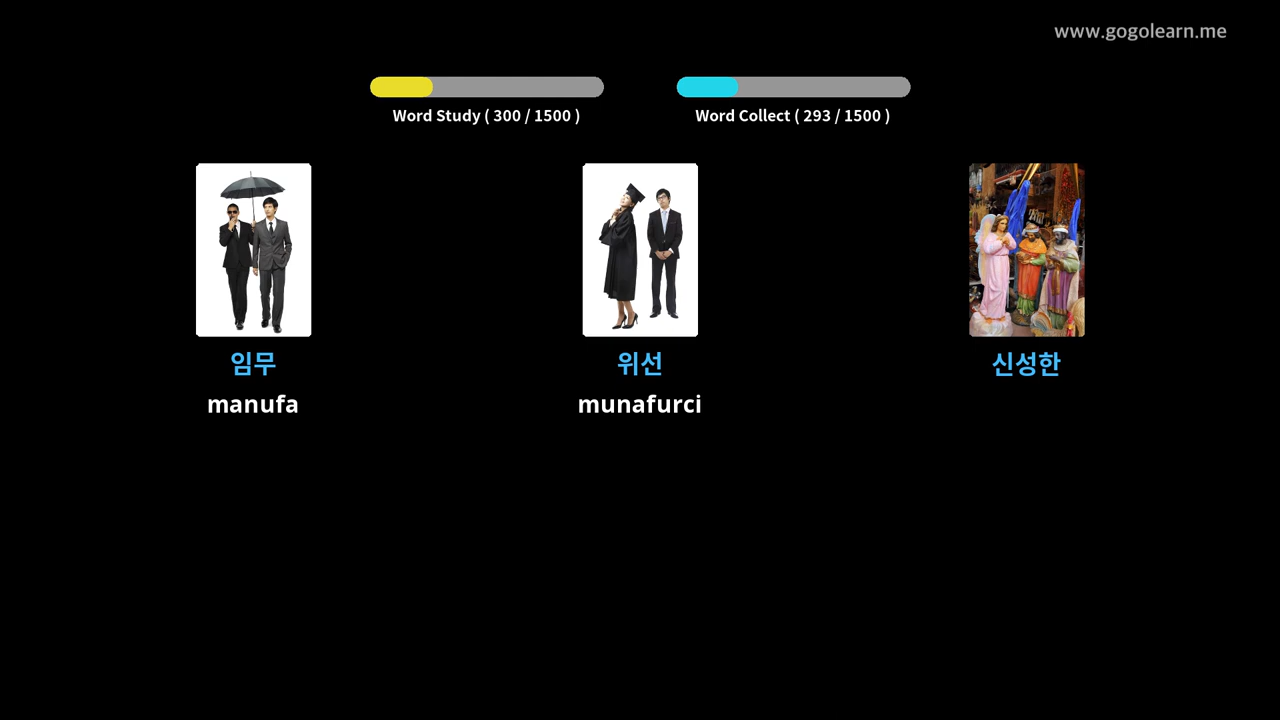 www.gogolearn.me
Word Study ( 300 / 1500 )
Word Collect ( 293 / 1500 )
임무
manufa
위선
munafurci
신성한